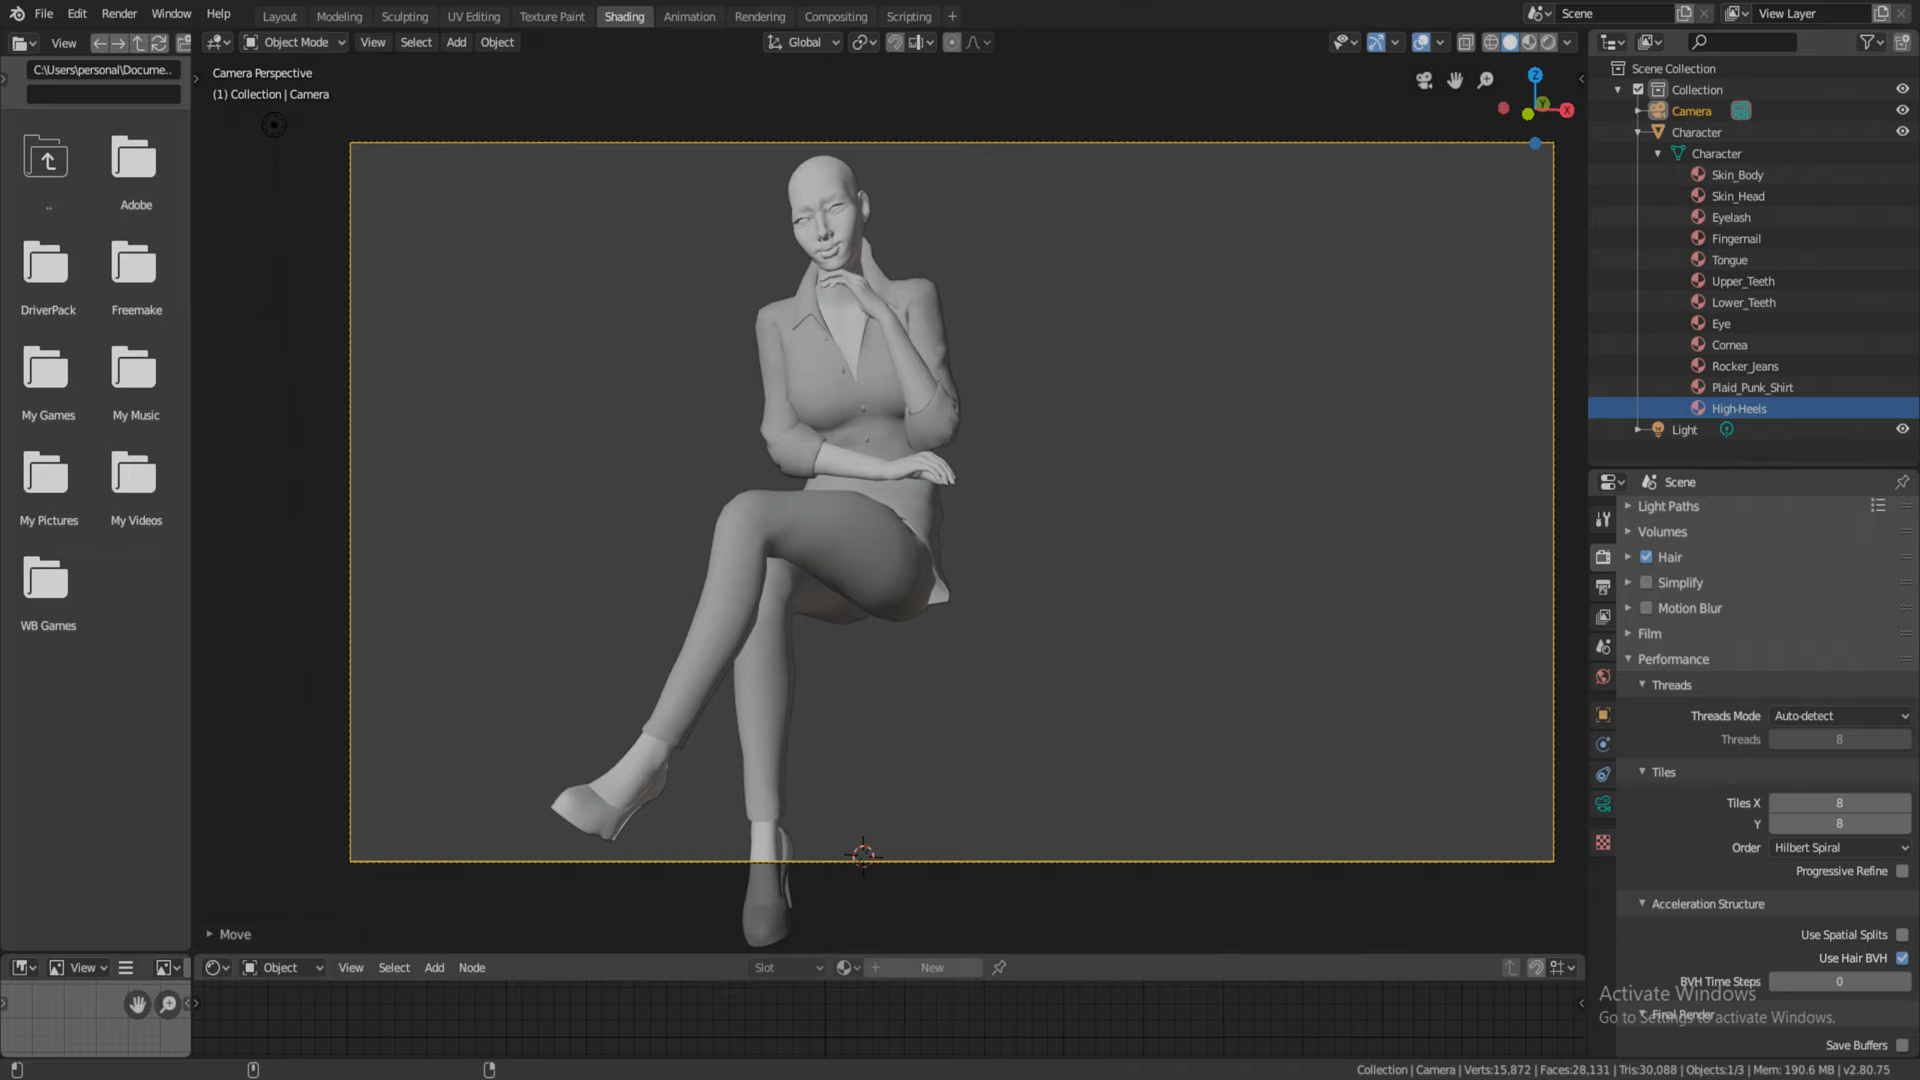 File Edit Render Window Help Layout Modeling Sculpting UV Editing Texture Paint Shading Animation Rendering Compositing Scripting + Scene View Layer
View Object Mode View Select Add Object Global
C:\Users\personal\Docume..
Camera Perspective
(1) Collection | Camera
..
Adobe
DriverPack
Freemake
My Games
My Music
My Pictures
My Videos
WB Games
Z
Y
X
Scene Collection
Collection
Camera
Character
Character
Skin_Body
Skin_Head
Eyelash
Fingernail
Tongue
Upper_Teeth
Lower_Teeth
Eye
Cornea
Rocker_Jeans
Plaid_Punk_Shirt
High-Heels
Light
Scene
Light Paths
Volumes
Hair
Simplify
Motion Blur
Film
Performance
Threads
Threads Mode Auto-detect
Threads 8
Tiles
Tiles X 8
Y 8
Order Hilbert Spiral
Progressive Refine
Acceleration Structure
Use Spatial Splits
Use Hair BVH
BVH Time Steps 0
Activate Windows
Final Render
Go to Settings to activate Windows.
Save Buffers
Move
View
Object View Select Add Node Slot + New
Collection | Camera | Verts:15,872 | Faces:28,131 | Tris:30,088 | Objects:1/3 | Mem: 190.6 MB | v2.80.75